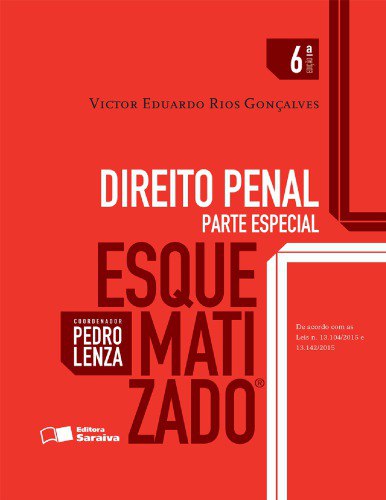 6ª
EDIÇÃO
VICTOR EDUARDO RIOS GONÇALVES
DIREITO PENAL
PARTE ESPECIAL
ESQUE
MATI
ZADO®
COORDENADOR
PEDRO
LENZA
De acordo com as
Leis n. 13.104/2015 e
13.142/2015
Editora
Saraiva